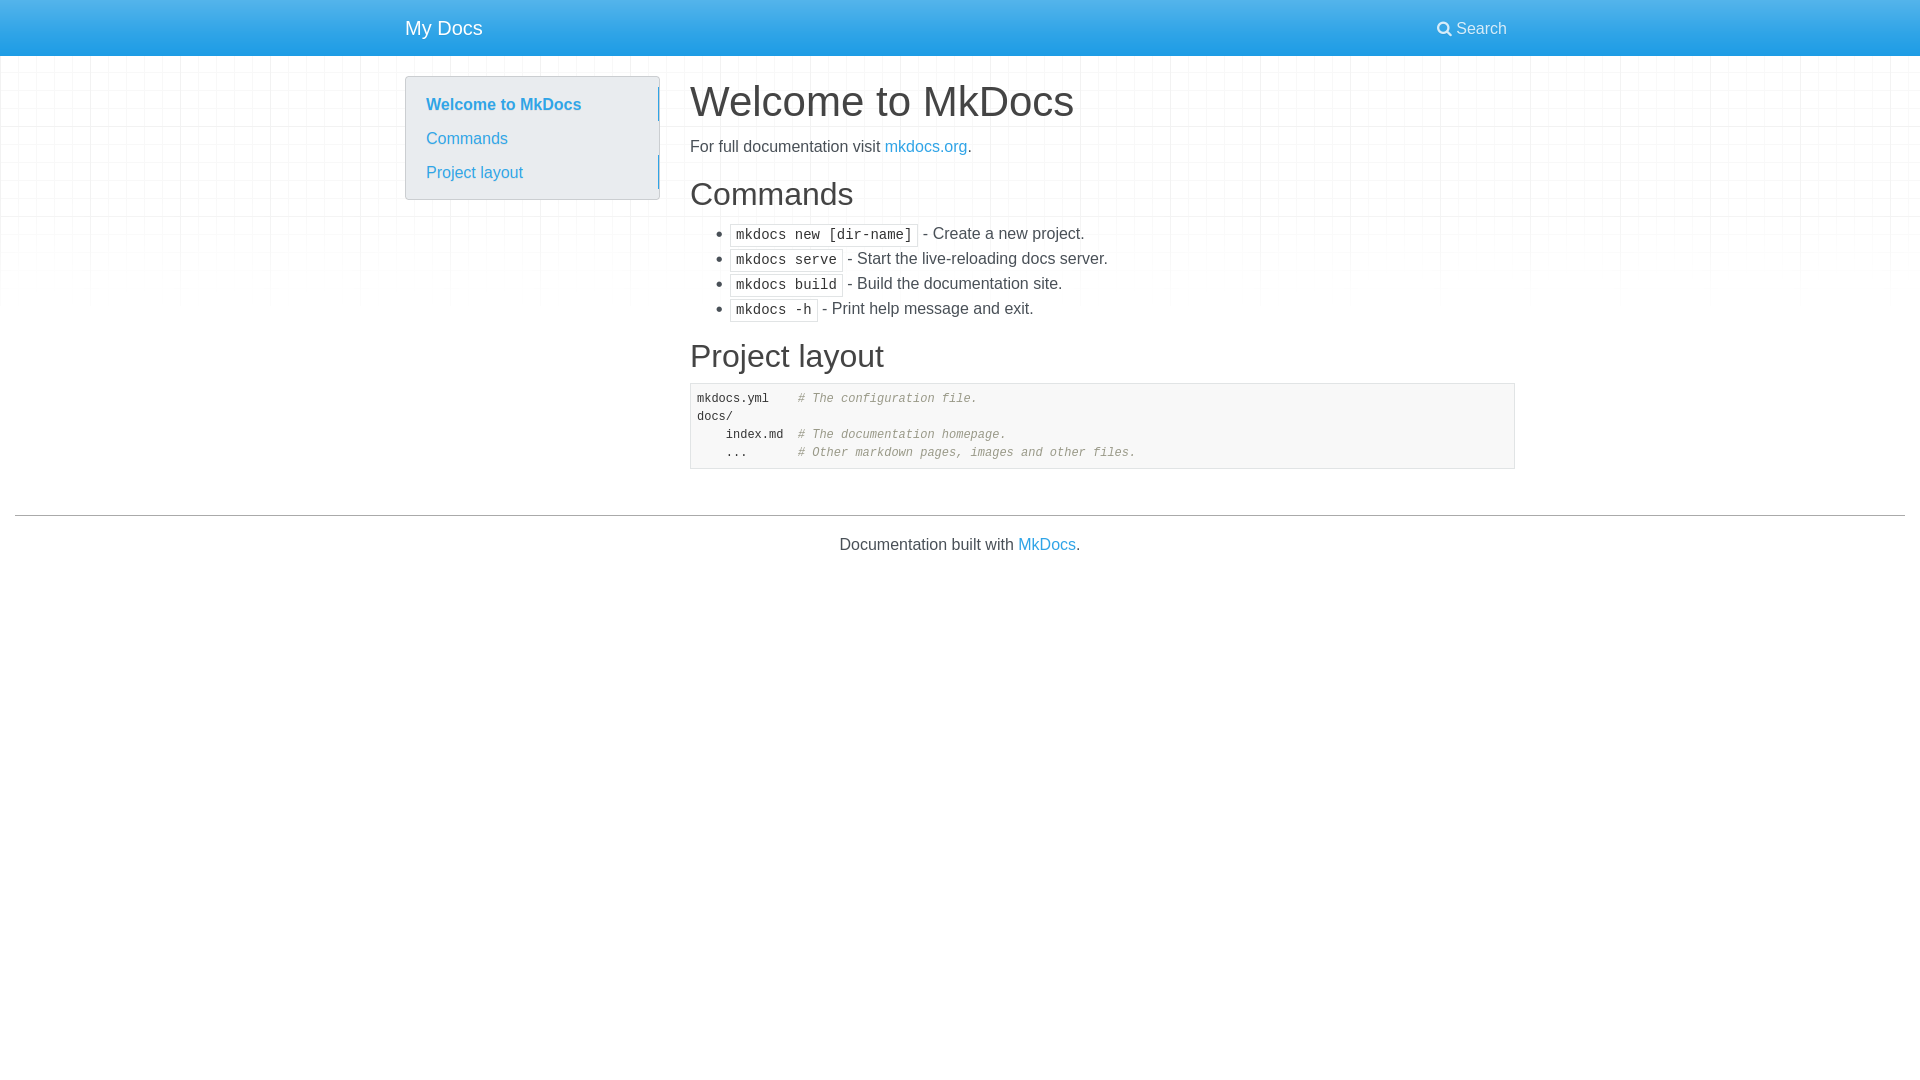 My Docs
Search
Welcome to MkDocs
Commands
Project layout
Welcome to MkDocs
For full documentation visit mkdocs.org.
Commands
• mkdocs new [dir-name] - Create a new project.
• mkdocs serve - Start the live-reloading docs server.
• mkdocs build - Build the documentation site.
• mkdocs -h - Print help message and exit.
Project layout
mkdocs.yml    # The configuration file.
docs/
    index.md  # The documentation homepage.
    ...       # Other markdown pages, images and other files.
Documentation built with MkDocs.